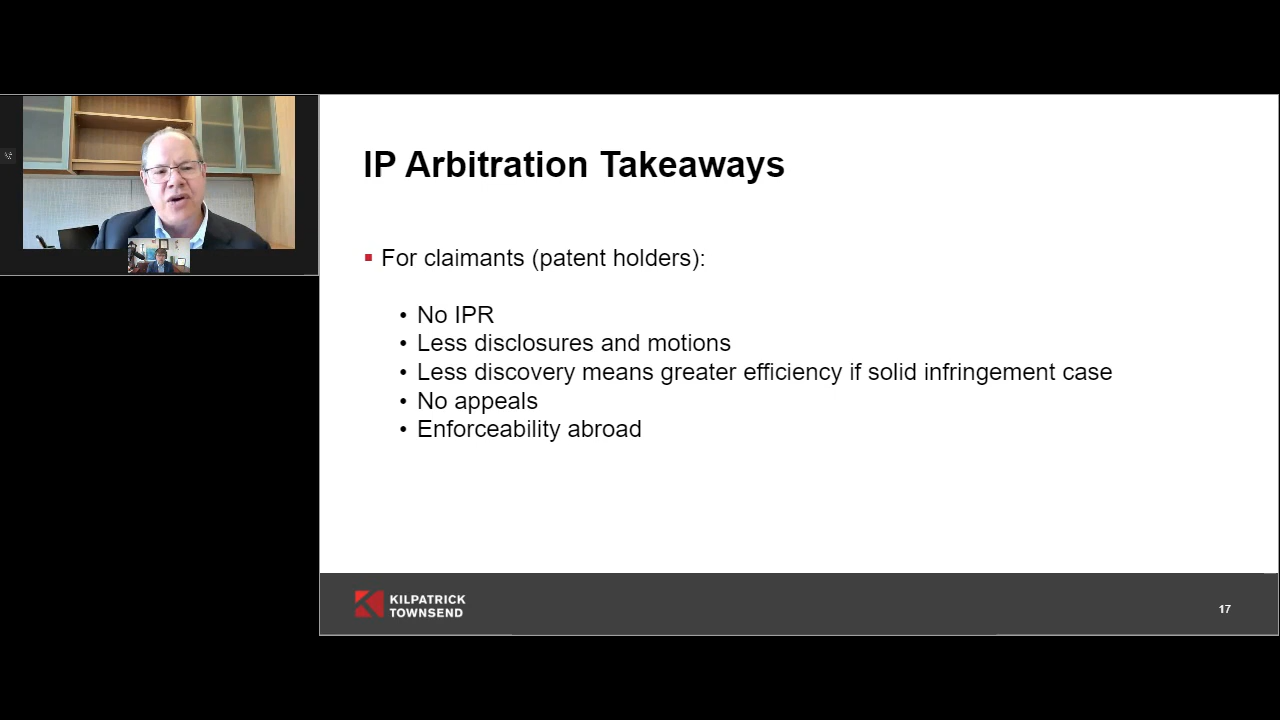 IP Arbitration Takeaways
▪ For claimants (patent holders):
• No IPR
• Less disclosures and motions
• Less discovery means greater efficiency if solid infringement case
• No appeals
• Enforceability abroad
KILPATRICK
TOWNSEND
17